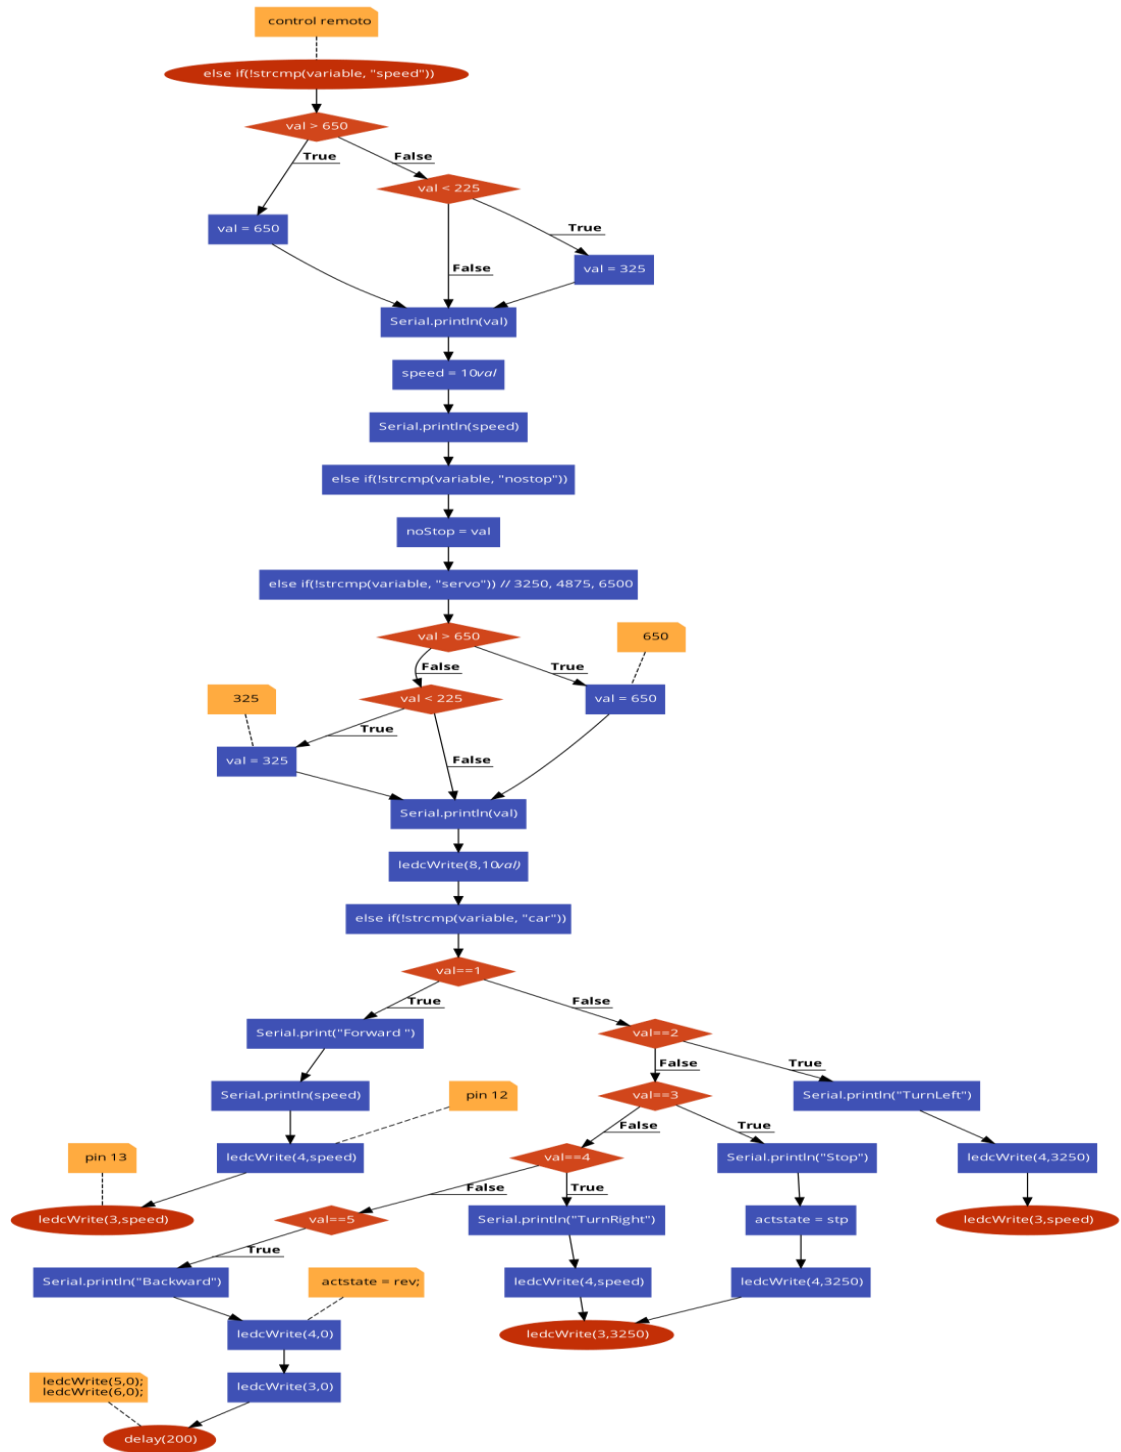 control remoto
else if(!strcmp(variable, "speed"))
val > 650
True
False
val < 225
True
val = 650
False
val = 325
Serial.println(val)
speed = 10val
Serial.println(speed)
else if(!strcmp(variable, "nostop"))
noStop = val
else if(!strcmp(variable, "servo")) // 3250, 4875, 6500
val > 650
650
False
True
325
val < 225
val = 650
True
val = 325
False
Serial.println(val)
ledcWrite(8,10val)
else if(!strcmp(variable, "car"))
val==1
True
False
Serial.print("Forward ")
val==2
False
True
Serial.println(speed)
pin 12
val==3
Serial.println("TurnLeft")
False
True
pin 13
ledcWrite(4,speed)
val==4
Serial.println("Stop")
ledcWrite(4,3250)
False
True
ledcWrite(3,speed)
val==5
Serial.println("TurnRight")
actstate = stp
ledcWrite(3,speed)
True
Serial.println("Backward")
actstate = rev;
ledcWrite(4,speed)
ledcWrite(4,3250)
ledcWrite(4,0)
ledcWrite(3,3250)
ledcWrite(5,0);
ledcWrite(6,0);
ledcWrite(3,0)
delay(200)